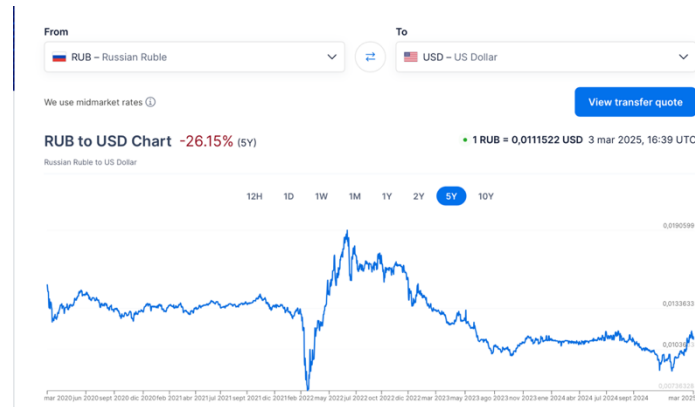 From To
RUB – Russian Ruble USD – US Dollar
We use midmarket rates
View transfer quote
RUB to USD Chart -26.15% (5Y) 1 RUB = 0,0111522 USD 3 mar 2025, 16:39 UTC
Russian Ruble to US Dollar
12H 1D 1W 1M 1Y 2Y 5Y 10Y
0,0190599
0,0133633
mar 2020 jun 2020 sept 2020 dic 2020 feb 2021 abr 2021 jul 2021 sept 2021 dic 2021 feb 2022 may 2022 jul 2022 oct 2022 dic 2022 mar 2023 may 2023 ago 2023 nov 2023 ene 2024 abr 2024 jul 2024 sept 2024 mar 2025